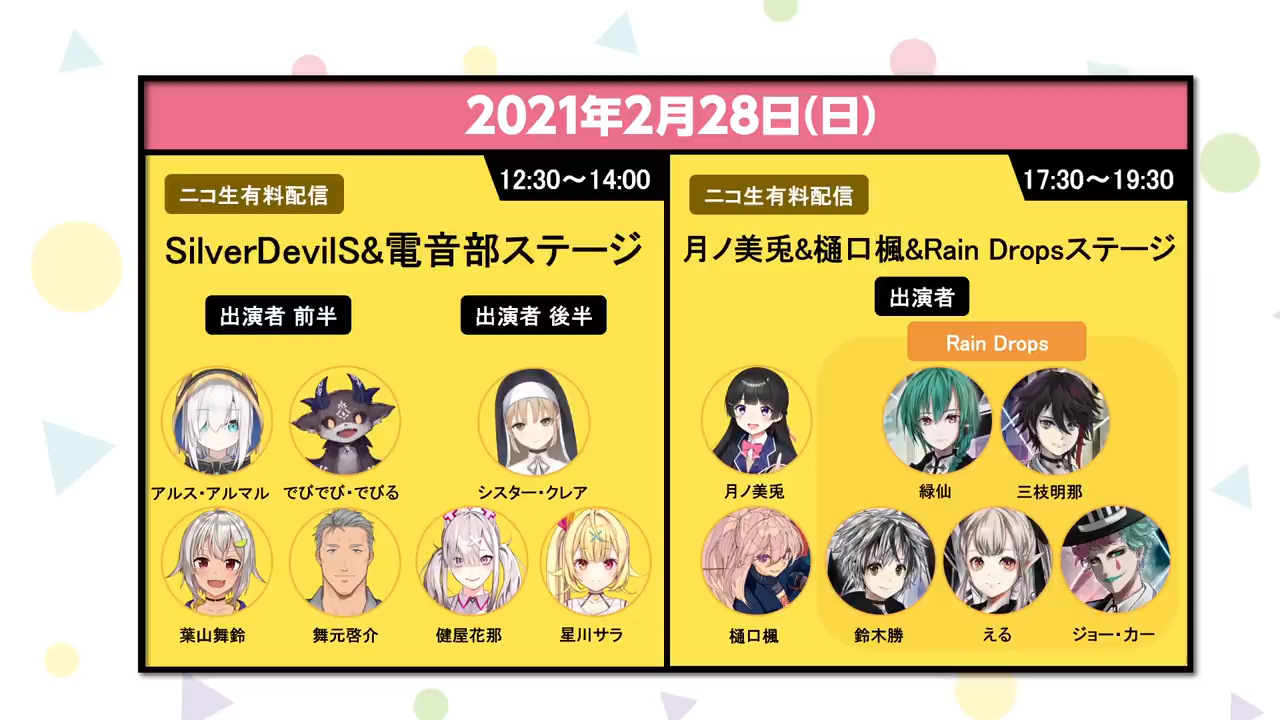 2021年2月28日(日)
12:30〜14:00
ニコ生有料配信
SilverDevilS&電音部ステージ
出演者 前半
出演者 後半
アルス・アルマル
でびでび・でびる
シスター・クレア
葉山舞鈴
舞元啓介
健屋花那
星川サラ
17:30〜19:30
ニコ生有料配信
月ノ美兎&樋口楓&Rain Dropsステージ
出演者
Rain Drops
月ノ美兎
緑仙
三枝明那
樋口楓
鈴木勝
える
ジョー・力一